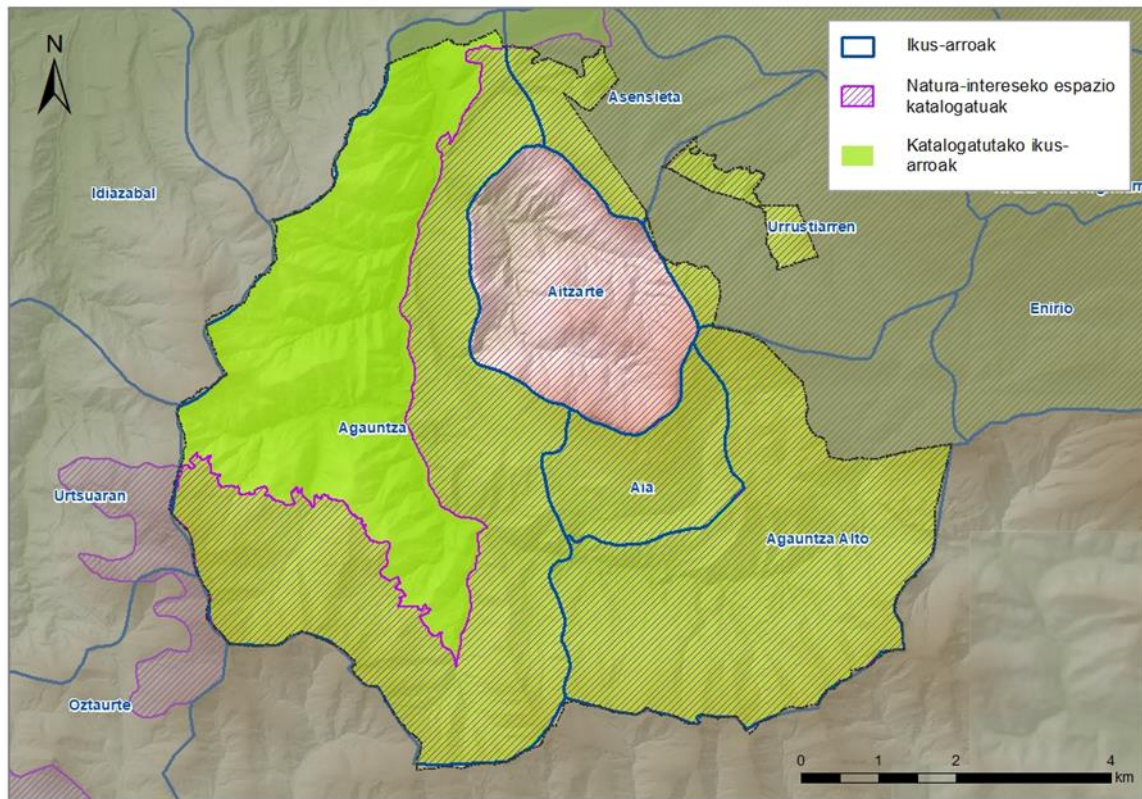 N
Ikus-arroak
Natura-intereseko espazio
katalogatuak
Katalogatutako ikus-
arroak
Asensieta
Idiazabal
Urrustiarren
Aitzarte
Enirio
Agauntza
Urtsuaran
Aia
Agauntza Alto
Oztaurte
0 1 2 4
km